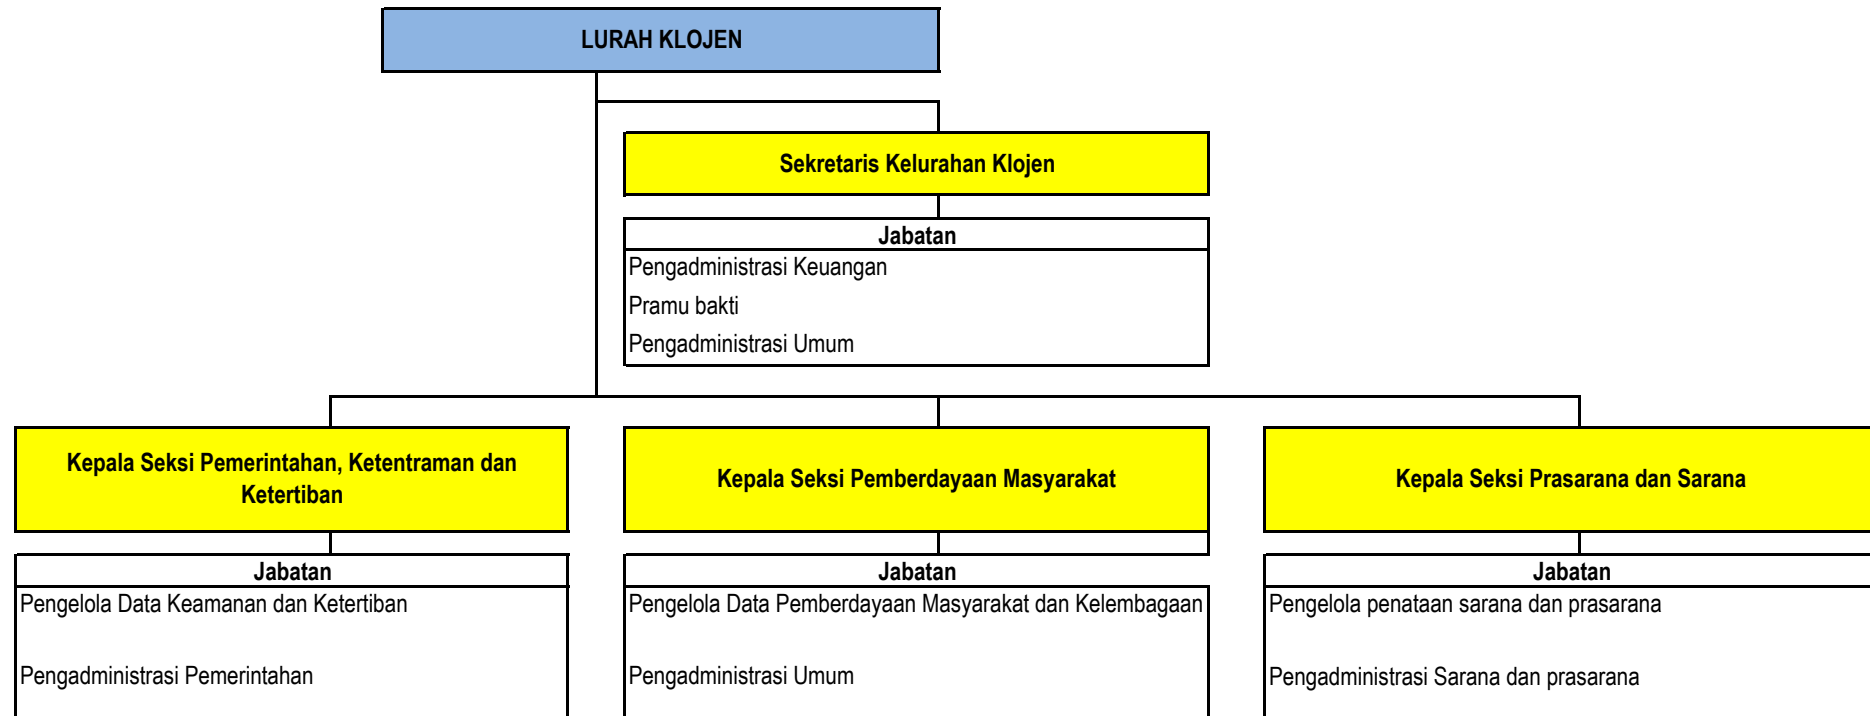 LURAH KLOJEN
Sekretaris Kelurahan Klojen
Jabatan
Pengadministrasi Keuangan
Pramu bakti
Pengadministrasi Umum
Kepala Seksi Pemerintahan, Ketentraman dan
Ketertiban
Jabatan
Pengelola Data Keamanan dan Ketertiban
Pengadministrasi Pemerintahan
Kepala Seksi Pemberdayaan Masyarakat
Jabatan
Pengelola Data Pemberdayaan Masyarakat dan Kelembagaan
Pengadministrasi Umum
Kepala Seksi Prasarana dan Sarana
Jabatan
Pengelola penataan sarana dan prasarana
Pengadministrasi Sarana dan prasarana